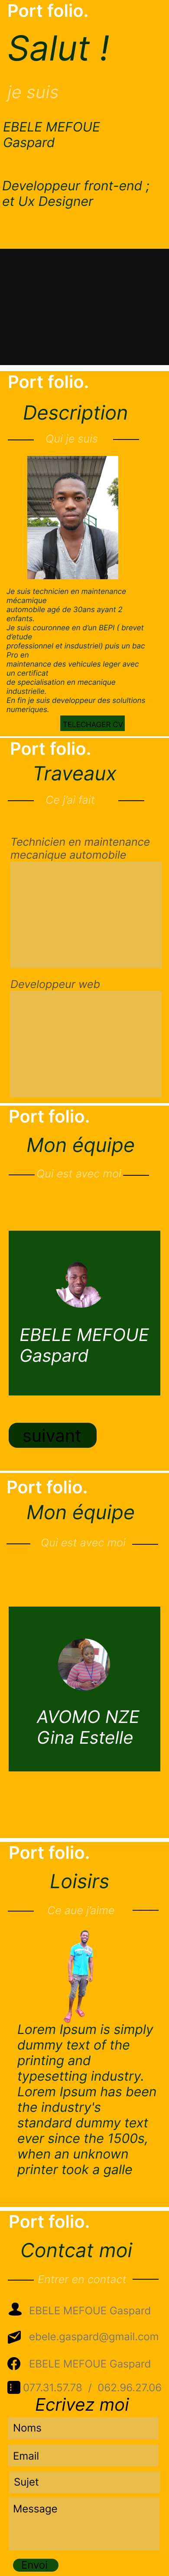 Port folio.
Salut !
je suis
EBELE MEFOUE
Gaspard
Developpeur front-end ;
et Ux Designer
Port folio.
Description
Qui je suis
Je suis technicien en maintenance
mécamique
automobile agé de 30ans ayant 2
enfants.
Je suis couronnee en d'un BEPI ( brevet
d'etude
professionnel et insdustriel) puis un bac
Pro en
maintenance des vehicules leger avec
un certificat
de specialisation en mecanique
industrielle.
En fin je suis developpeur des solultions
numeriques.
TELECHAGER CV
Port folio.
Traveaux
Ce j'ai fait
Technicien en maintenance
mecanique automobile
Developpeur web
Port folio.
Mon équipe
Qui est avec moi
EBELE MEFOUE
Gaspard
suivant
Port folio.
Mon équipe
Qui est avec moi
AVOMO NZE
Gina Estelle
Port folio.
Loisirs
Ce aue j'aime
Lorem Ipsum is simply
dummy text of the
printing and
typesetting industry.
Lorem Ipsum has been
the industry's
standard dummy text
ever since the 1500s,
when an unknown
printer took a galle
Port folio.
Contcat moi
Entrer en contact
EBELE MEFOUE Gaspard
ebele.gaspard@gmail.com
EBELE MEFOUE Gaspard
077.31.57.78 / 062.96.27.06
Ecrivez moi
Noms
Email
Sujet
Message
Envoi